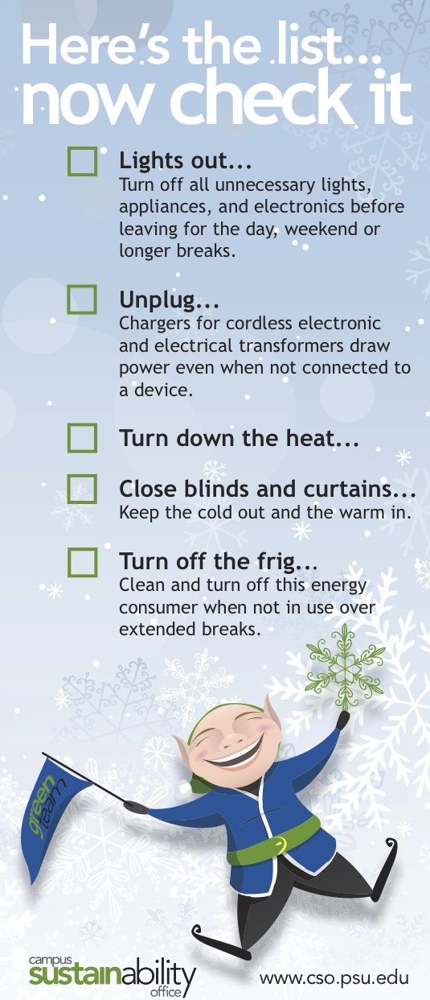 Here's the list...
now check it
Lights out...
Turn off all unnecessary lights,
appliances, and electronics before
leaving for the day, weekend or
longer breaks.
Unplug...
Chargers for cordless electronic
and electrical transformers draw
power even when not connected to
a device.
Turn down the heat...
Close blinds and curtains...
Keep the cold out and the warm in.
Turn off the frig...
Clean and turn off this energy
consumer when not in use over
extended breaks.
green
team
campus
sustainability
office
www.cso.psu.edu